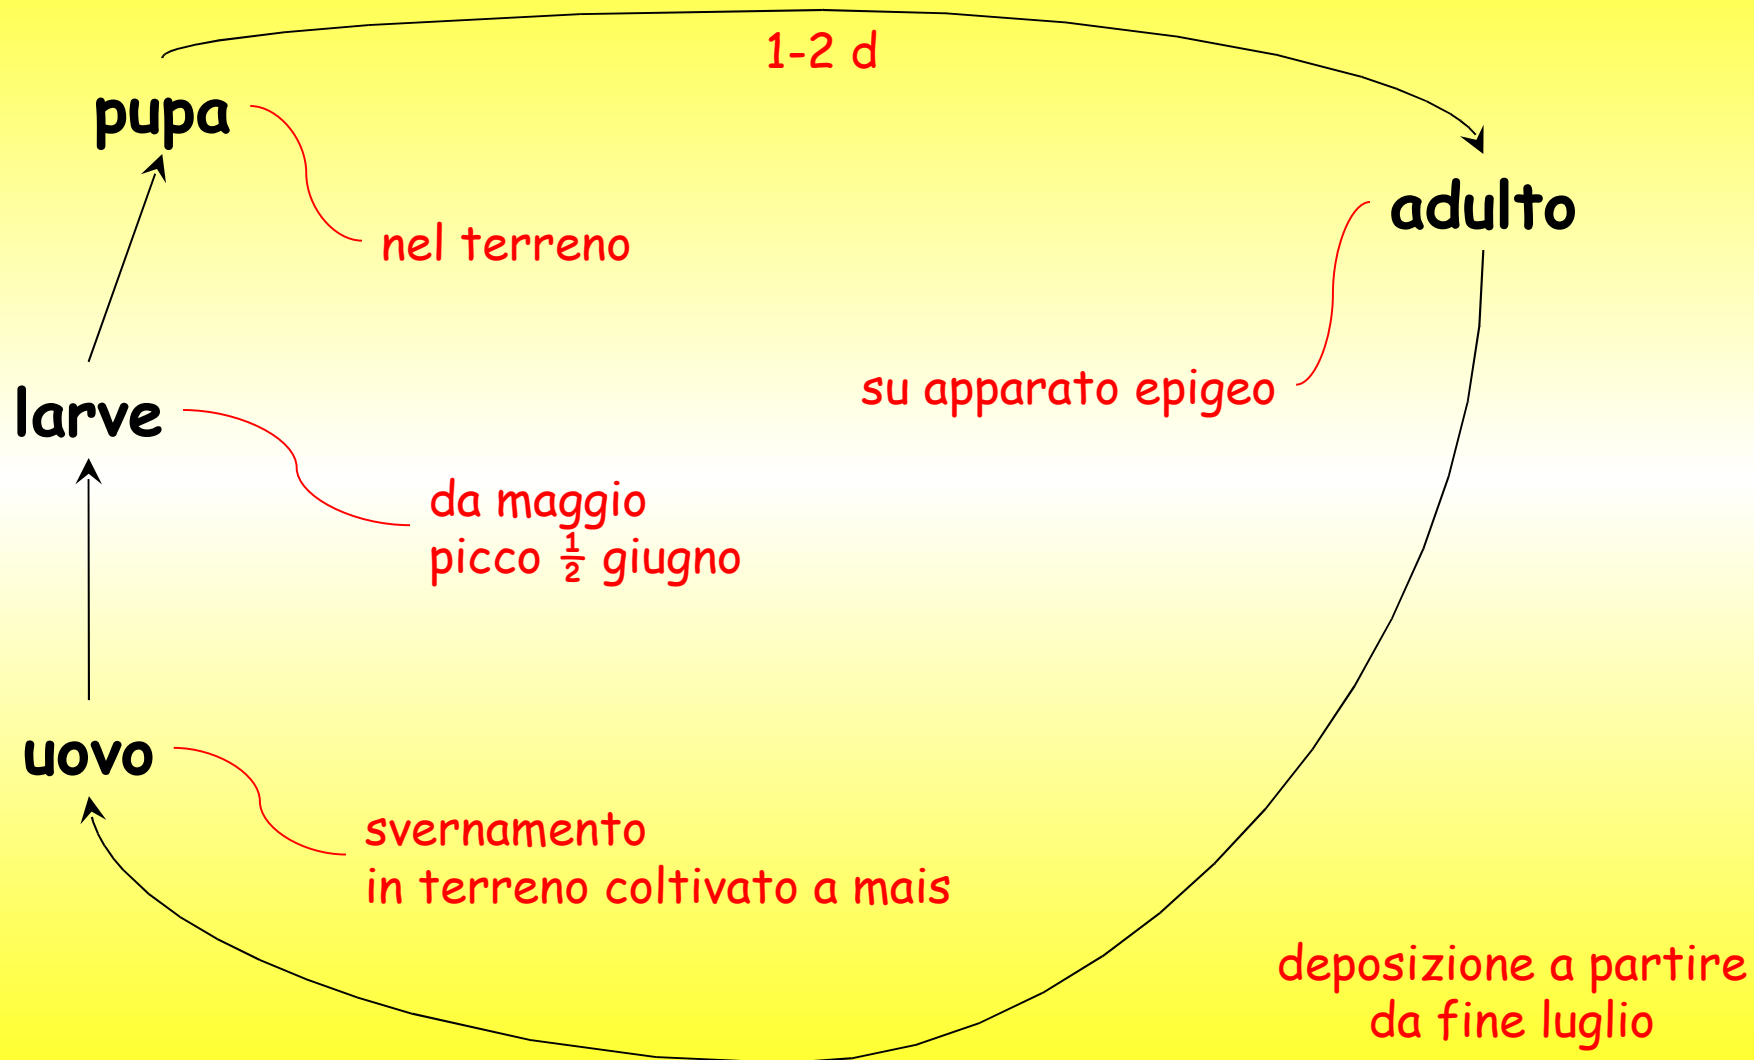 1-2 d
pupa
adulto
nel terreno
su apparato epigeo
larve
da maggio
picco ½ giugno
uovo
svernamento
in terreno coltivato a mais
deposizione a partire
da fine luglio